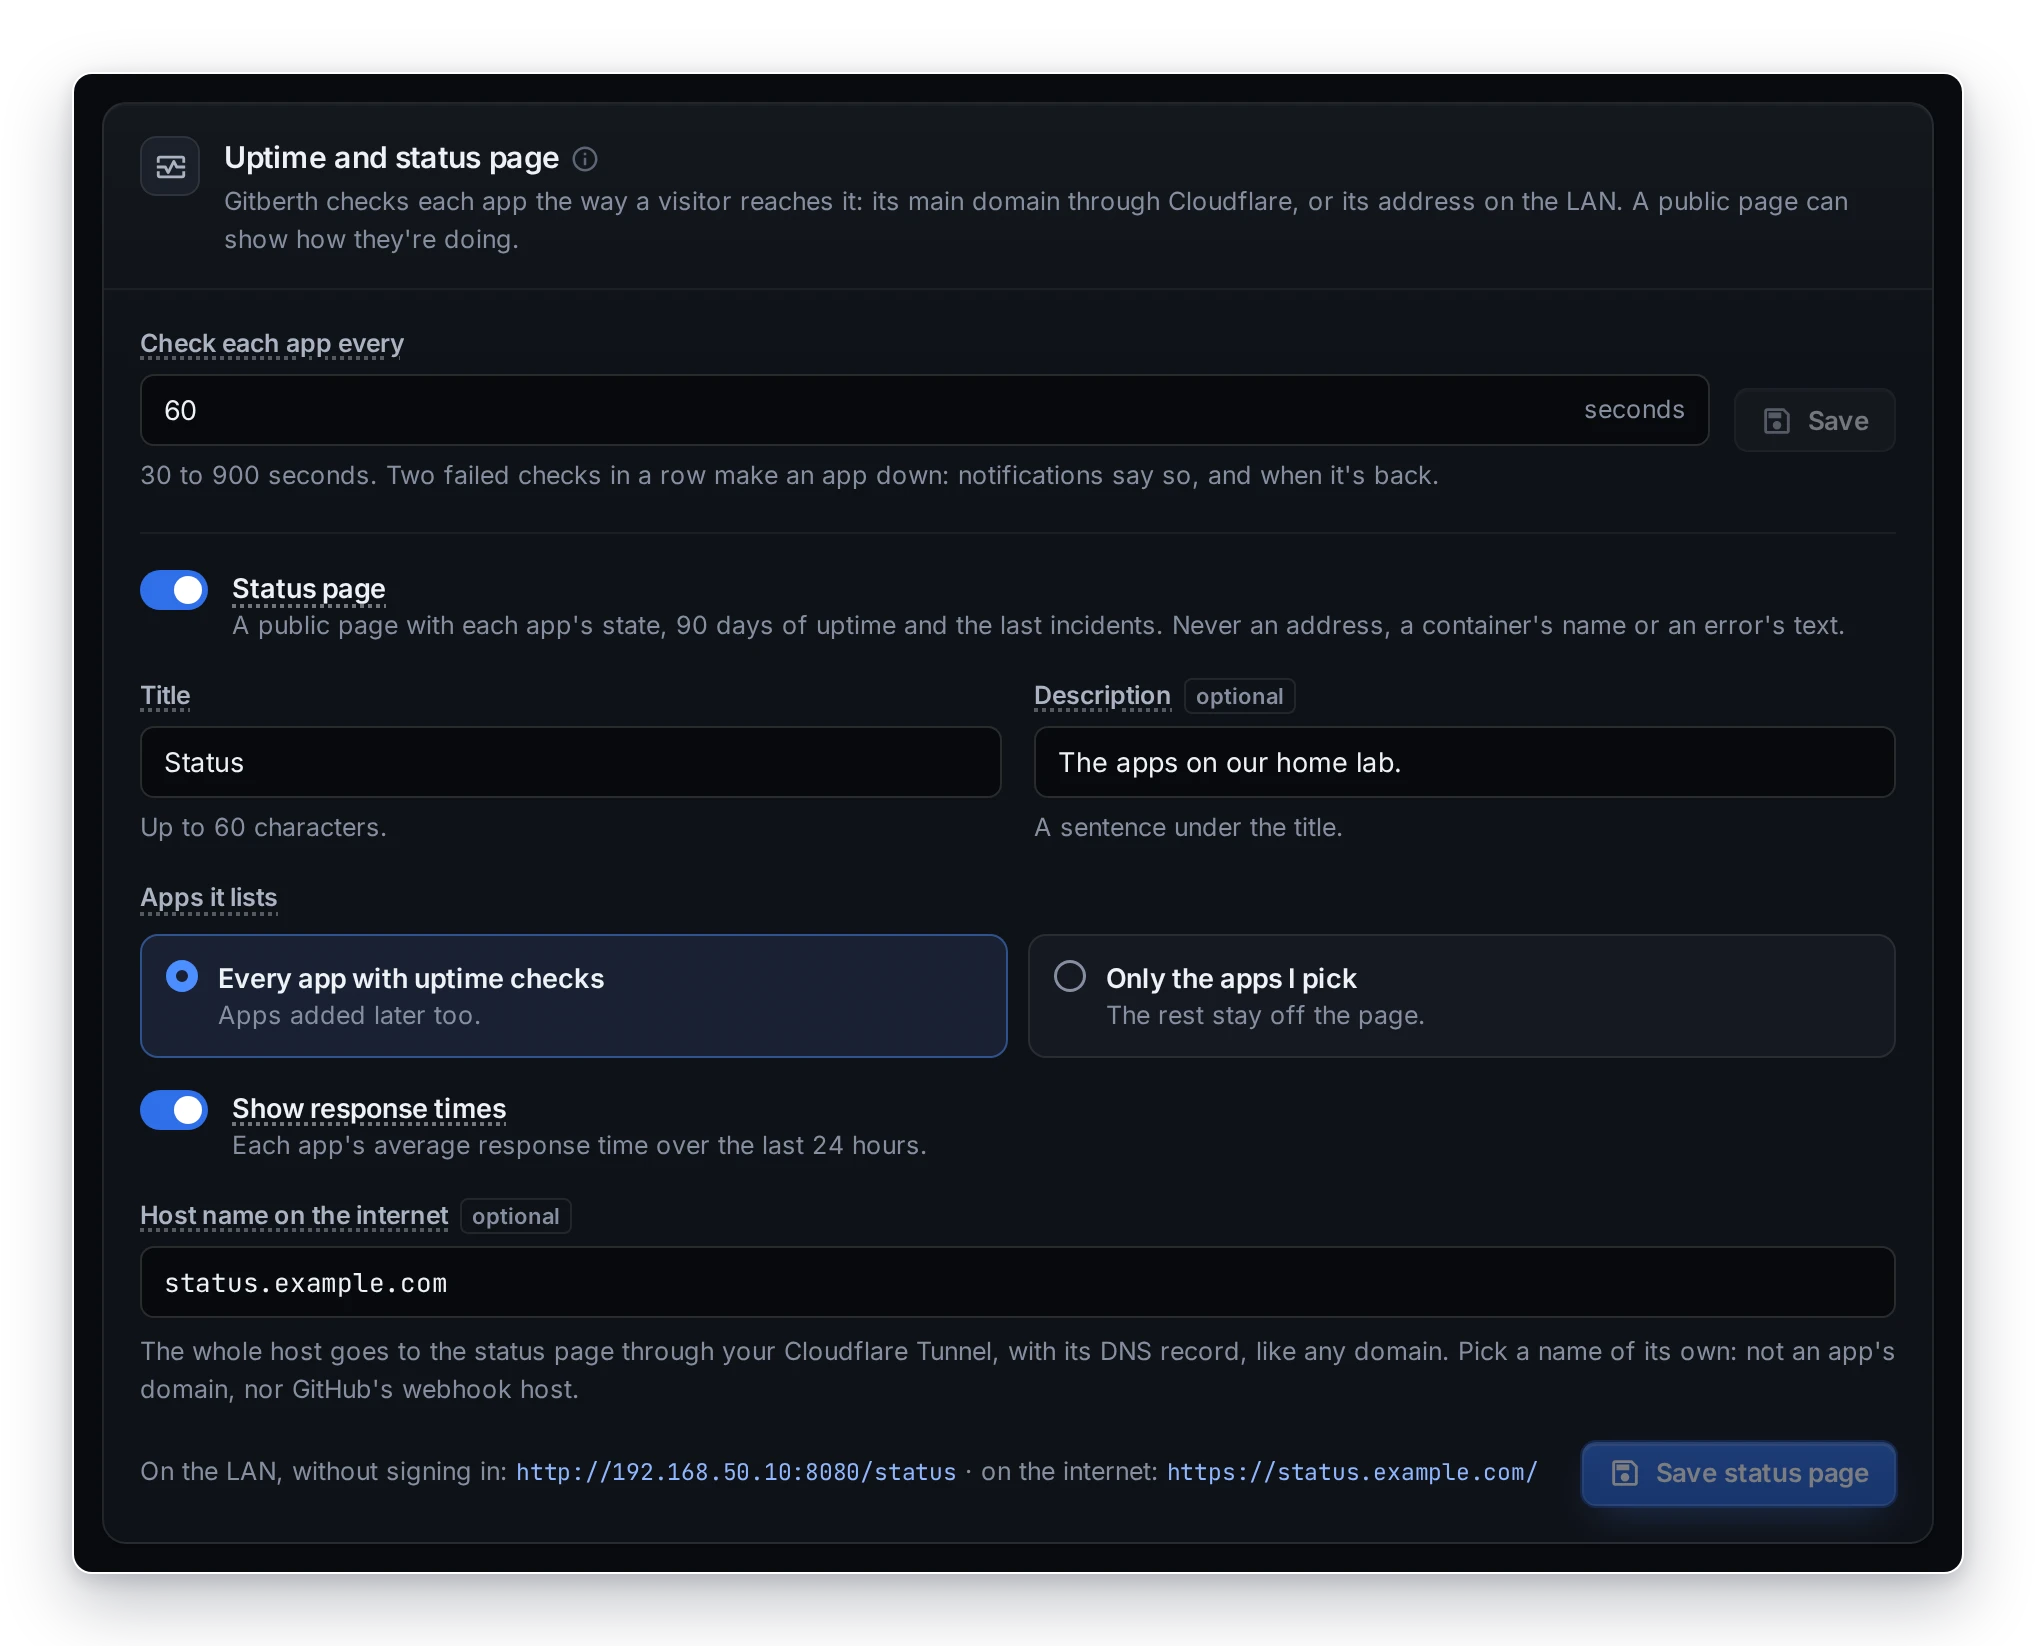 Uptime and status page
Gitberth checks each app the way a visitor reaches it: its main domain through Cloudflare, or its address on the LAN. A public page can
show how they're doing.
Check each app every
60 seconds
Save
30 to 900 seconds. Two failed checks in a row make an app down: notifications say so, and when it's back.
Status page
A public page with each app's state, 90 days of uptime and the last incidents. Never an address, a container's name or an error's text.
Title
Status
Up to 60 characters.
Description optional
The apps on our home lab.
A sentence under the title.
Apps it lists
Every app with uptime checks
Apps added later too.
Only the apps I pick
The rest stay off the page.
Show response times
Each app's average response time over the last 24 hours.
Host name on the internet optional
status.example.com
The whole host goes to the status page through your Cloudflare Tunnel, with its DNS record, like any domain. Pick a name of its own: not an app's
domain, nor GitHub's webhook host.
On the LAN, without signing in: http://192.168.50.10:8080/status · on the internet: https://status.example.com/
Save status page